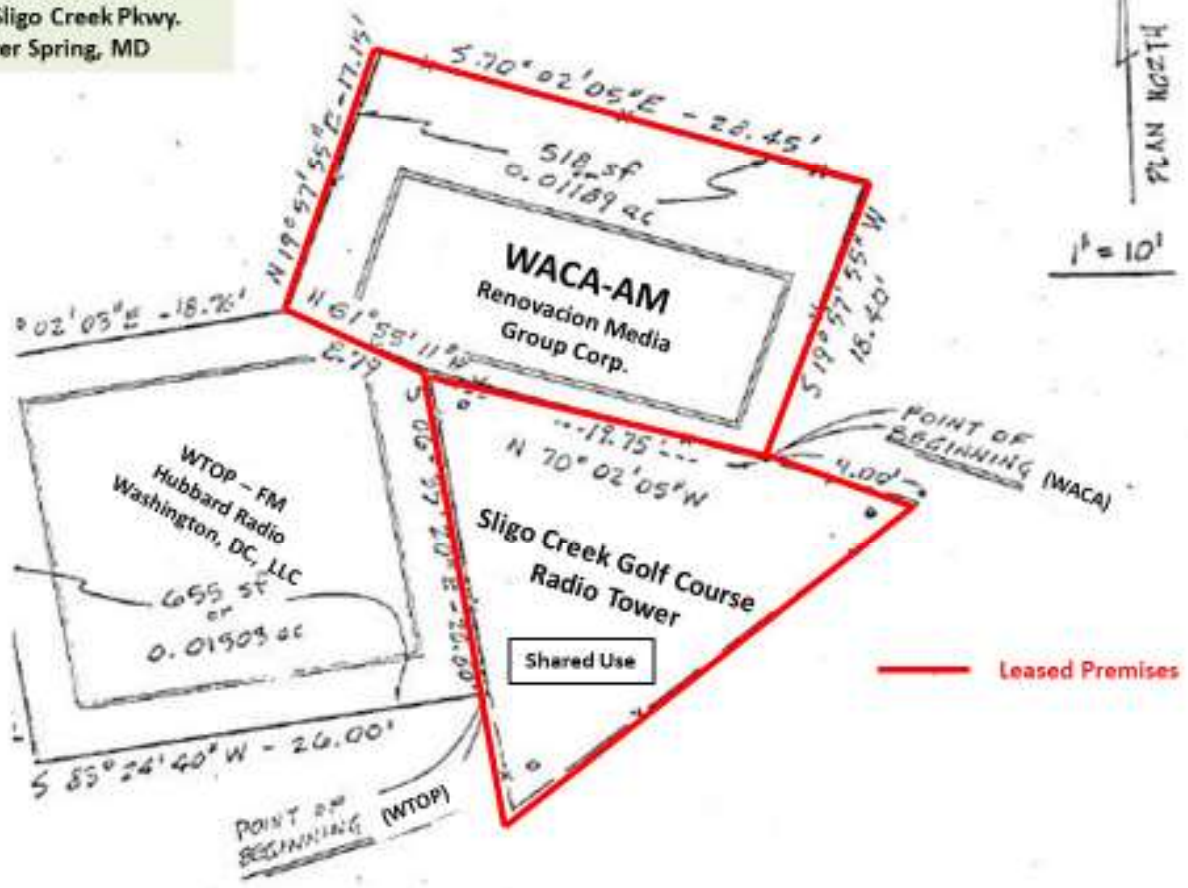 Sligo Creek Pkwy.
er Spring, MD
PLAN NORTH
1" = 10'
S 70° 02' 05" E - 28.45'
N 19° 57' 55" E - 17.15'
518 sf
0.01189 ac
WACA-AM
Renovacion Media
Group Corp.
S 19° 57' 55" W
18.40'
° 02' 03" E - 18.76'
N 61° 55' 11" W
8.79
19.75'
N 70° 02' 05" W
POINT OF
BEGINNING (WACA)
4.00'
WTOP – FM
Hubbard Radio
Washington, DC, LLC
655 sf
or
0.01503 ac
Sligo Creek Golf Course
Radio Tower
Shared Use
Leased Premises
S 85° 24' 40" W - 26.00'
POINT OF
BEGINNING (WTOP)